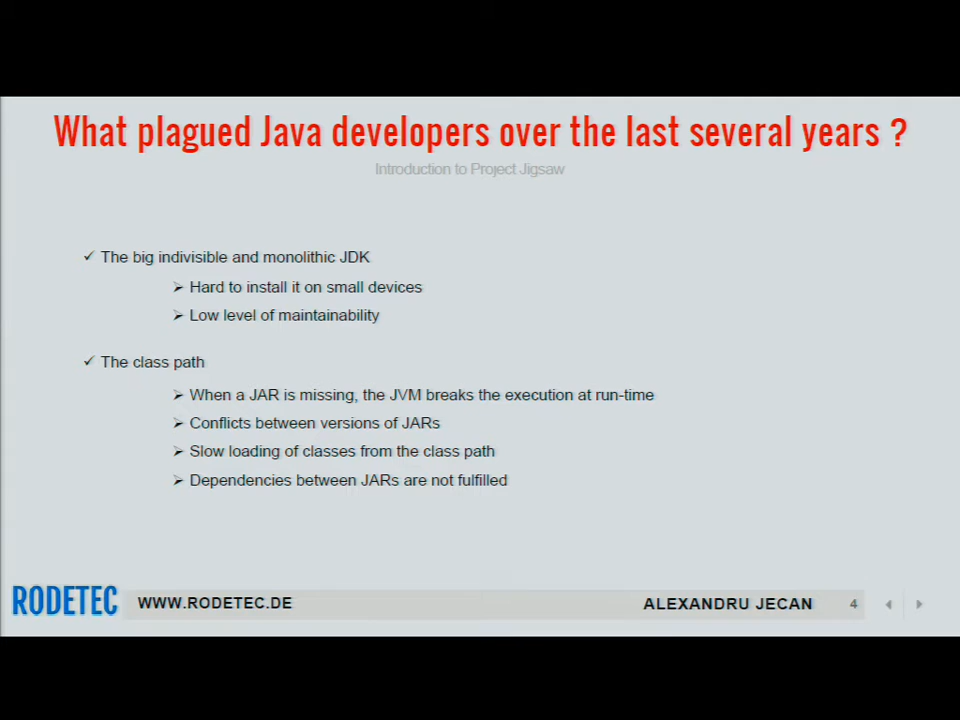 What plagued Java developers over the last several years ?
Introduction to Project Jigsaw
✓ The big indivisible and monolithic JDK
➢ Hard to install it on small devices
➢ Low level of maintainability
✓ The class path
➢ When a JAR is missing, the JVM breaks the execution at run-time
➢ Conflicts between versions of JARs
➢ Slow loading of classes from the class path
➢ Dependencies between JARs are not fulfilled
RODETEC WWW.RODETEC.DE ALEXANDRU JECAN 4